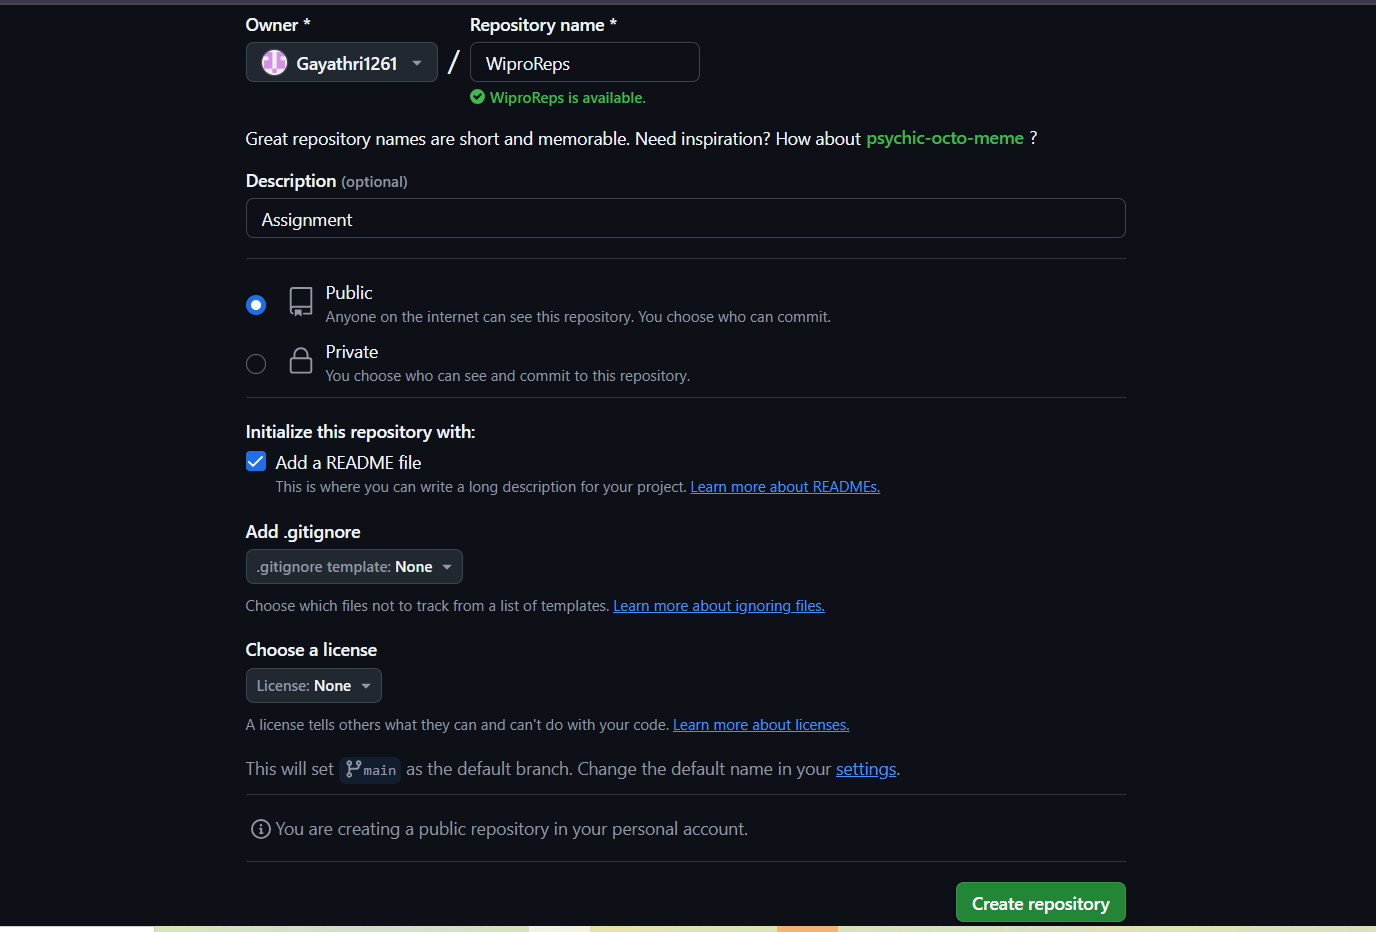 Owner * Repository name *
Gayathri1261 / WiproReps
WiproReps is available.
Great repository names are short and memorable. Need inspiration? How about psychic-octo-meme ?
Description (optional)
Assignment
Public
Anyone on the internet can see this repository. You choose who can commit.
Private
You choose who can see and commit to this repository.
Initialize this repository with:
Add a README file
This is where you can write a long description for your project. Learn more about READMEs.
Add .gitignore
.gitignore template: None
Choose which files not to track from a list of templates. Learn more about ignoring files.
Choose a license
License: None
A license tells others what they can and can't do with your code. Learn more about licenses.
This will set main as the default branch. Change the default name in your settings.
You are creating a public repository in your personal account.
Create repository